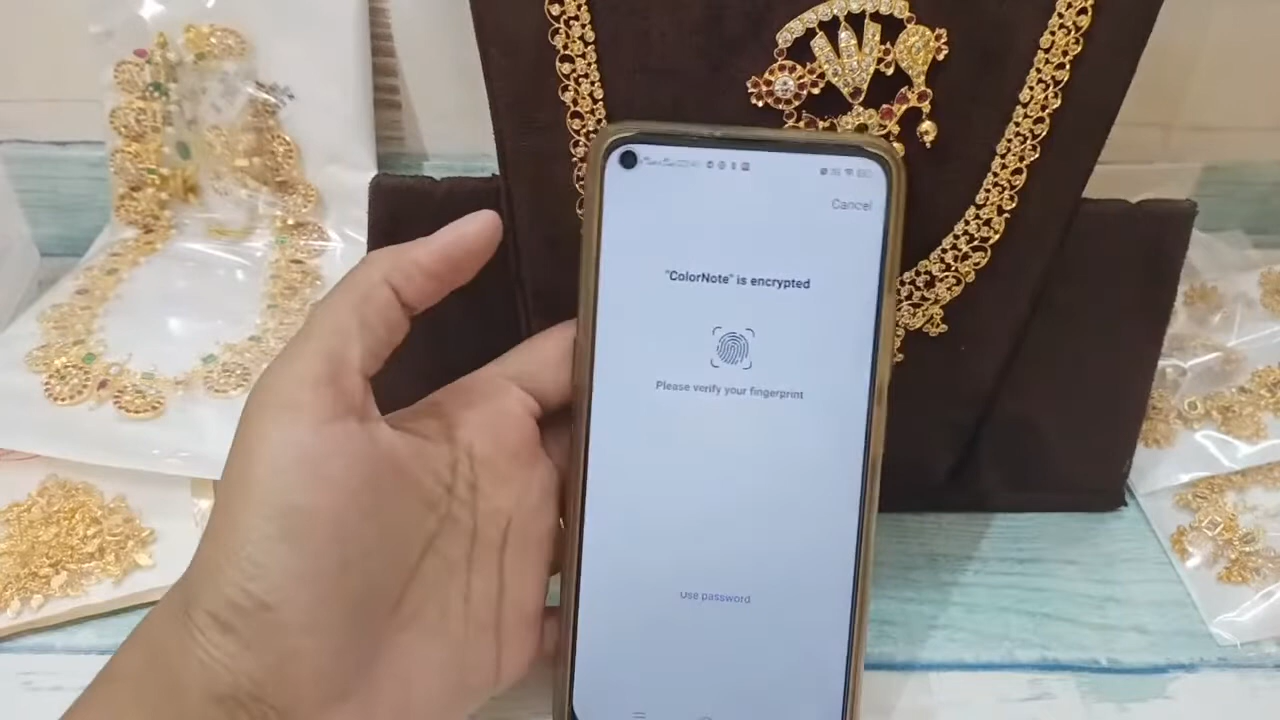 Cancel
"ColorNote" is encrypted
Please verify your fingerprint
Use password